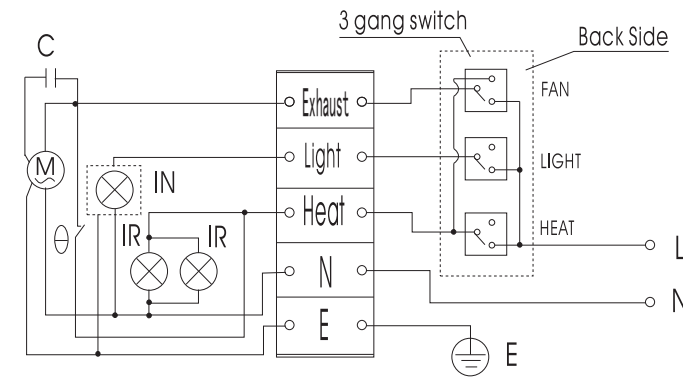 3 gang switch
Back Side
C
Exhaust
FAN
M
IN
Light
LIGHT
θ
IR
IR
Heat
HEAT
L
N
N
E
E